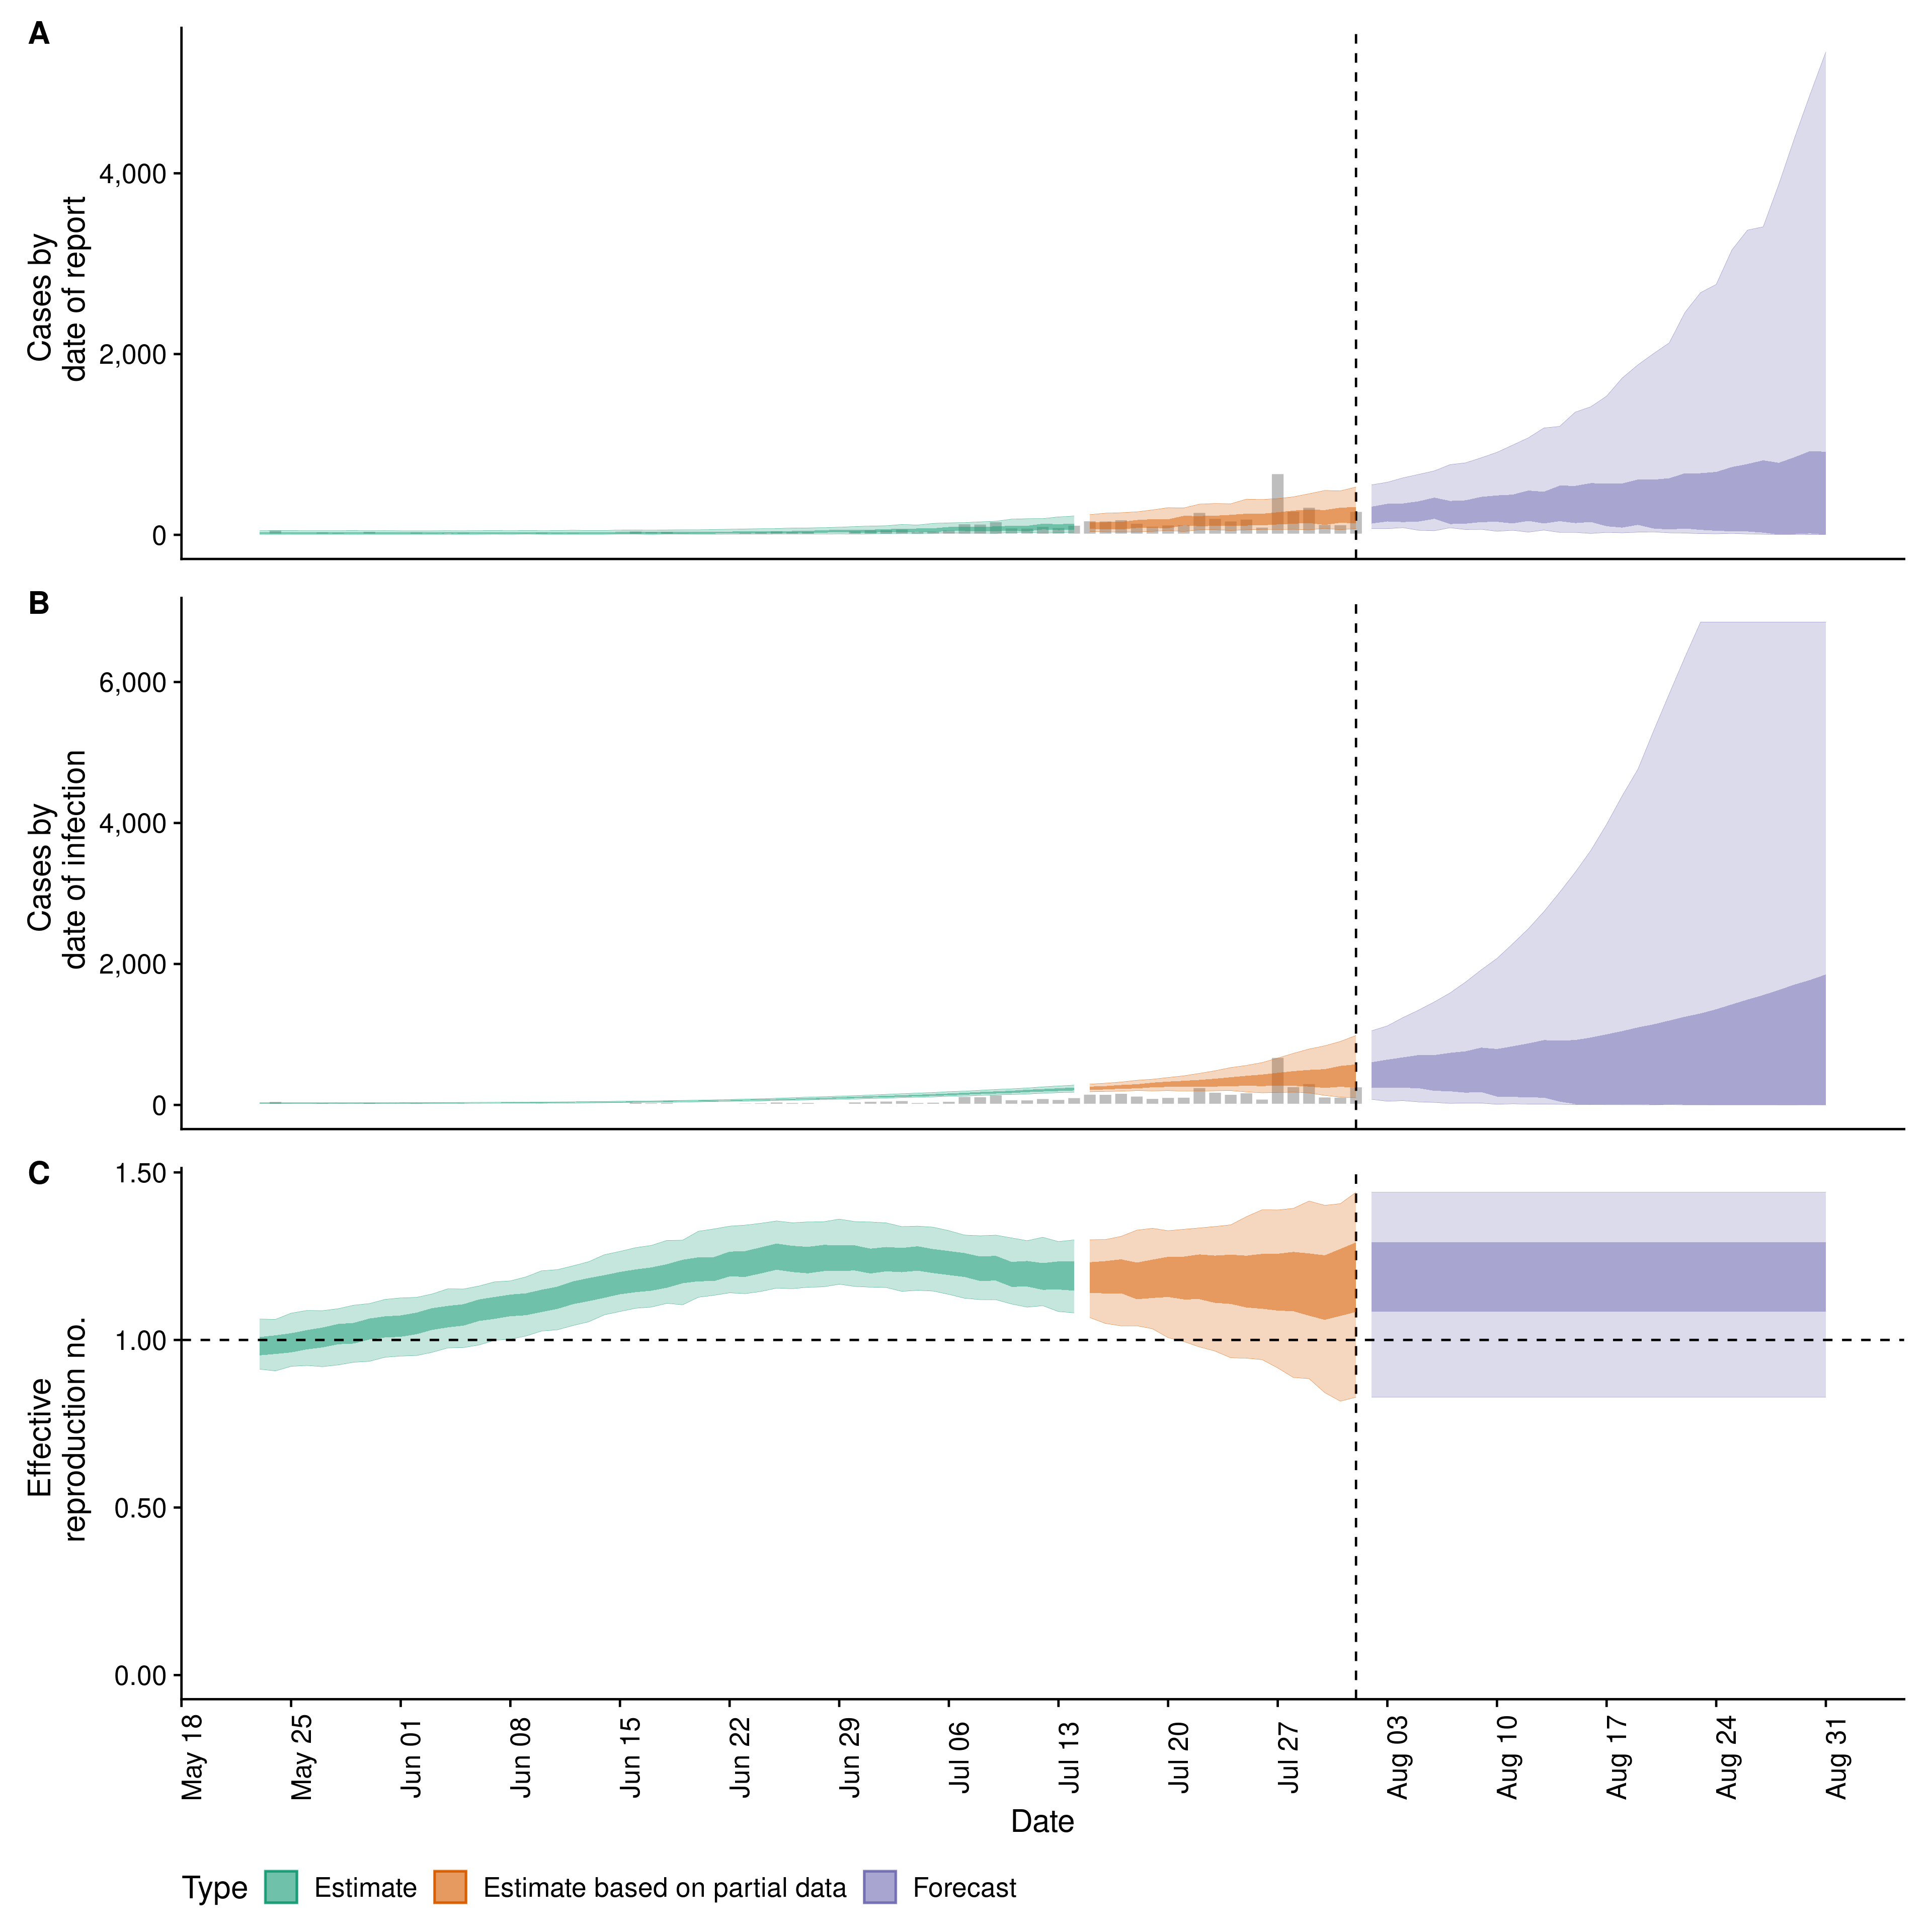 A
Cases by
date of report
4,000
2,000
0
B
Cases by
date of infection
6,000
4,000
2,000
0
C
Effective
reproduction no.
1.50
1.00
0.50
0.00
May 18
May 25
Jun 01
Jun 08
Jun 15
Jun 22
Jun 29
Jul 06
Jul 13
Jul 20
Jul 27
Aug 03
Aug 10
Aug 17
Aug 24
Aug 31
Date
Type Estimate Estimate based on partial data Forecast